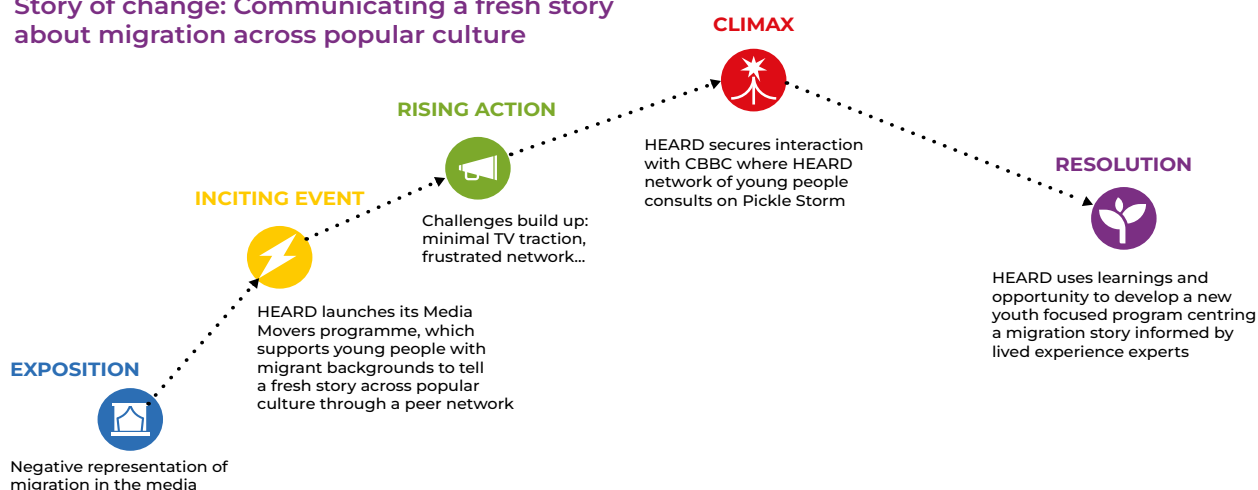 Story of change: Communicating a fresh story
about migration across popular culture
EXPOSITION
Negative representation of
migration in the media
INCITING EVENT
HEARD launches its Media
Movers programme, which
supports young people with
migrant backgrounds to tell
a fresh story across popular
culture through a peer network
RISING ACTION
Challenges build up:
minimal TV traction,
frustrated network...
CLIMAX
HEARD secures interaction
with CBBC where HEARD
network of young people
consults on Pickle Storm
RESOLUTION
HEARD uses learnings and
opportunity to develop a new
youth focused program centring
a migration story informed by
lived experience experts